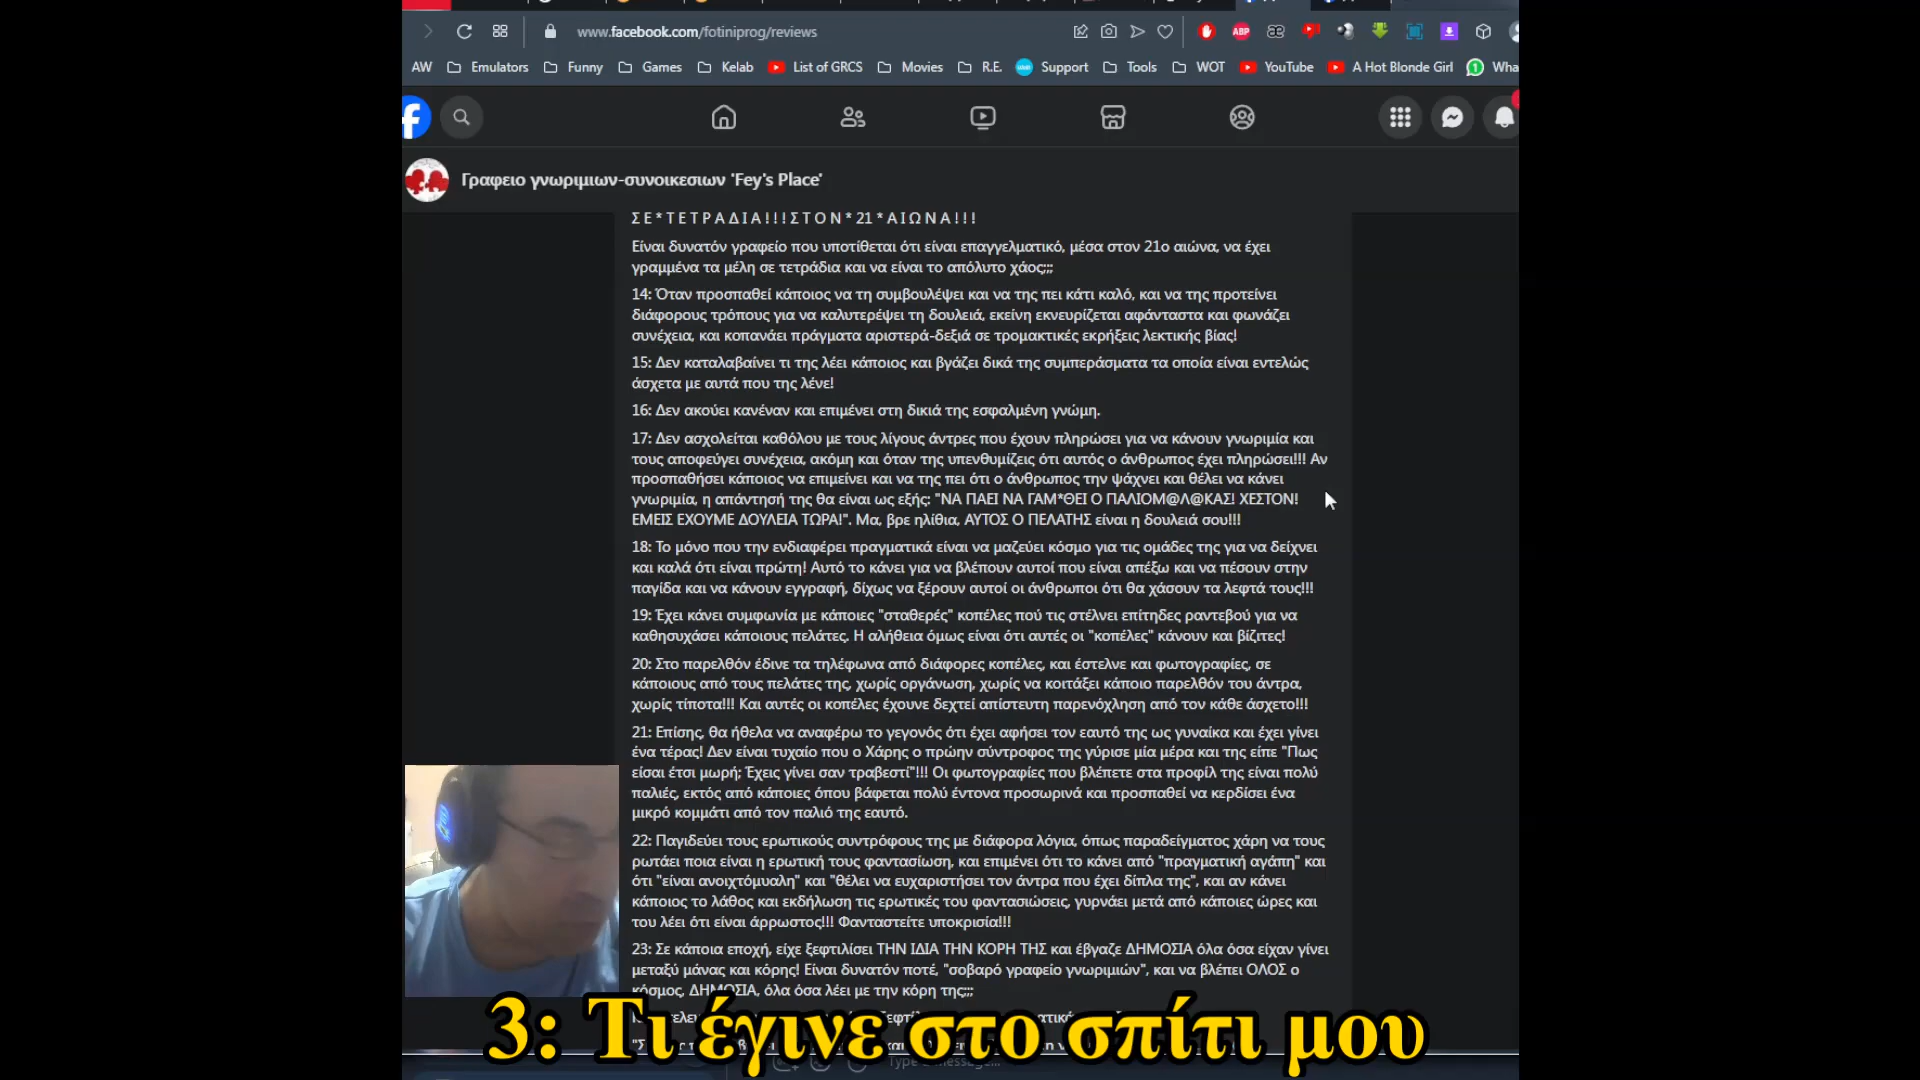 www.facebook.com/fotiniprog/reviews
AW Emulators Funny Games Kelab List of GRCS Movies R.E. Support Tools WOT YouTube A Hot Blonde Girl Wha
Γραφειο γνωριμιων-συνοικεσιων 'Fey's Place'
Σ Ε * Τ Ε Τ Ρ Α Δ Ι Α ! ! ! Σ Τ Ο Ν * 21 * Α Ι Ω Ν Α ! ! !
Είναι δυνατόν γραφείο που υποτίθεται ότι είναι επαγγελματικό, μέσα στον 21ο αιώνα, να έχει
γραμμένα τα μέλη σε τετράδια και να είναι το απόλυτο χάος;;;
14: Όταν προσπαθεί κάποιος να τη συμβουλέψει και να της πει κάτι καλό, και να της προτείνει
διάφορους τρόπους για να καλυτερέψει τη δουλειά, εκείνη εκνευρίζεται αφάνταστα και φωνάζει
συνέχεια, και κοπανάει πράγματα αριστερά-δεξιά σε τρομακτικές εκρήξεις λεκτικής βίας!
15: Δεν καταλαβαίνει τι της λέει κάποιος και βγάζει δικά της συμπεράσματα τα οποία είναι εντελώς
άσχετα με αυτά που της λένε!
16: Δεν ακούει κανέναν και επιμένει στη δικιά της εσφαλμένη γνώμη.
17: Δεν ασχολείται καθόλου με τους λίγους άντρες που έχουν πληρώσει για να κάνουν γνωριμία και
τους αποφεύγει συνέχεια, ακόμη και όταν της υπενθυμίζεις ότι αυτός ο άνθρωπος έχει πληρώσει!!! Αν
προσπαθήσει κάποιος να επιμείνει και να της πει ότι ο άνθρωπος την ψάχνει και θέλει να κάνει
γνωριμία, η απάντησή της θα είναι ως εξής: "ΝΑ ΠΑΕΙ ΝΑ ΓΑΜ*ΘΕΙ Ο ΠΑΛΙΟΜ@Λ@ΚΑΣ! ΧΕΣΤΟΝ!
ΕΜΕΙΣ ΕΧΟΥΜΕ ΔΟΥΛΕΙΑ ΤΩΡΑ!". Μα, βρε ηλίθια, ΑΥΤΟΣ Ο ΠΕΛΑΤΗΣ είναι η δουλειά σου!!!
18: Το μόνο που την ενδιαφέρει πραγματικά είναι να μαζεύει κόσμο για τις ομάδες της για να δείχνει
και καλά ότι είναι πρώτη! Αυτό το κάνει για να βλέπουν αυτοί που είναι απέξω και να πέσουν στην
παγίδα και να κάνουν εγγραφή, δίχως να ξέρουν αυτοί οι άνθρωποι ότι θα χάσουν τα λεφτά τους!!!
19: Έχει κάνει συμφωνία με κάποιες "σταθερές" κοπέλες πού τις στέλνει επίτηδες ραντεβού για να
καθησυχάσει κάποιους πελάτες. Η αλήθεια όμως είναι ότι αυτές οι "κοπέλες" κάνουν και βίζιτες!
20: Στο παρελθόν έδινε τα τηλέφωνα από διάφορες κοπέλες, και έστελνε και φωτογραφίες, σε
κάποιους από τους πελάτες της, χωρίς οργάνωση, χωρίς να κοιτάξει κάποιο παρελθόν του άντρα,
χωρίς τίποτα!!! Και αυτές οι κοπέλες έχουνε δεχτεί απίστευτη παρενόχληση από τον κάθε άσχετο!!!
21: Επίσης, θα ήθελα να αναφέρω το γεγονός ότι έχει αφήσει τον εαυτό της ως γυναίκα και έχει γίνει
ένα τέρας! Δεν είναι τυχαίο που ο Χάρης ο πρώην σύντροφος της γύρισε μία μέρα και της είπε "Πως
είσαι έτσι μωρή; Έχεις γίνει σαν τραβεστί"!!! Οι φωτογραφίες που βλέπετε στα προφίλ της είναι πολύ
παλιές, εκτός από κάποιες όπου βάφεται πολύ έντονα προσωρινά και προσπαθεί να κερδίσει ένα
μικρό κομμάτι από τον παλιό της εαυτό.
22: Παγιδεύει τους ερωτικούς συντρόφους της με διάφορα λόγια, όπως παραδείγματος χάρη να τους
ρωτάει ποια είναι η ερωτική τους φαντασίωση, και επιμένει ότι το κάνει από "πραγματική αγάπη" και
ότι "είναι ανοιχτόμυαλη" και "θέλει να ευχαριστήσει τον άντρα που έχει δίπλα της", και αν κάνει
κάποιος το λάθος και εκδήλωση τις ερωτικές του φαντασιώσεις, γυρνάει μετά από κάποιες ώρες και
του λέει ότι είναι άρρωστος!!! Φανταστείτε υποκρισία!!!
23: Σε κάποια εποχή, είχε ξεφτιλίσει ΤΗΝ ΙΔΙΑ ΤΗΝ ΚΟΡΗ ΤΗΣ και έβγαζε ΔΗΜΟΣΙΑ όλα όσα είχαν γίνει
μεταξύ μάνας και κόρης! Είναι δυνατόν ποτέ, "σοβαρό γραφείο γνωριμιών", και να βλέπει ΟΛΟΣ ο
κόσμος, ΔΗΜΟΣΙΑ, όλα όσα λέει με την κόρη της;;;
3: Τι έγινε στο σπίτι μου